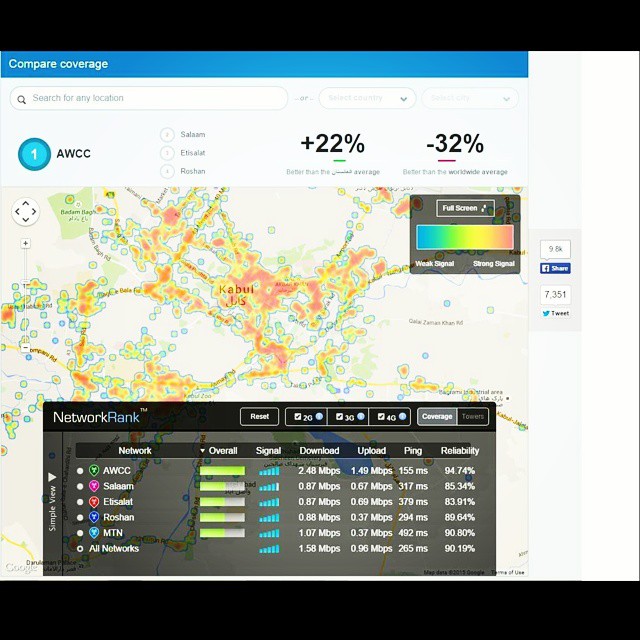 Compare coverage
Search for any location
- or -
Select country
Select city
1 AWCC
2 Salaam
3 Etisalat
4 Roshan
+22%
Better than the افغانستان average
-32%
Better than the worldwide average
Full Screen
Weak Signal Strong Signal
Badam Bagh
Kabul
کابل
Qalai Zaman Khan Rd
Bagrami Industrial area
9.8k
Share
7,351
Tweet
NetworkRank™
Reset
2G 3G 4G
Coverage Towers
Simple View
Network Overall Signal Download Upload Ping Reliability
AWCC 2.48 Mbps 1.49 Mbps 155 ms 94.74%
Salaam 0.87 Mbps 0.67 Mbps 317 ms 85.34%
Etisalat 0.87 Mbps 0.69 Mbps 379 ms 83.91%
Roshan 0.88 Mbps 0.37 Mbps 294 ms 89.64%
MTN 1.07 Mbps 0.37 Mbps 492 ms 90.80%
All Networks 1.58 Mbps 0.96 Mbps 265 ms 90.19%
Darulaman Palace
Google
Map data ©2015 Google Terms of Use